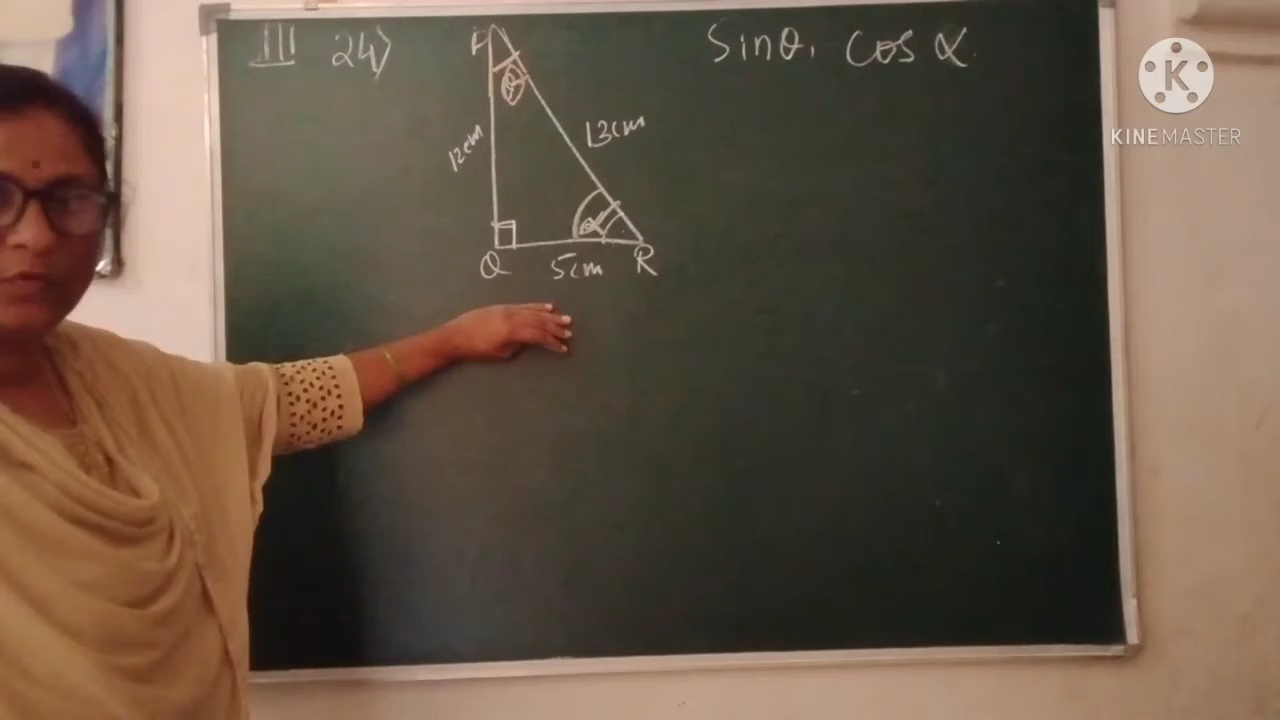 III 24)
Sinθ, cos α
P
θ
12cm
13cm
α
Q
5cm
R
K
KINEMASTER